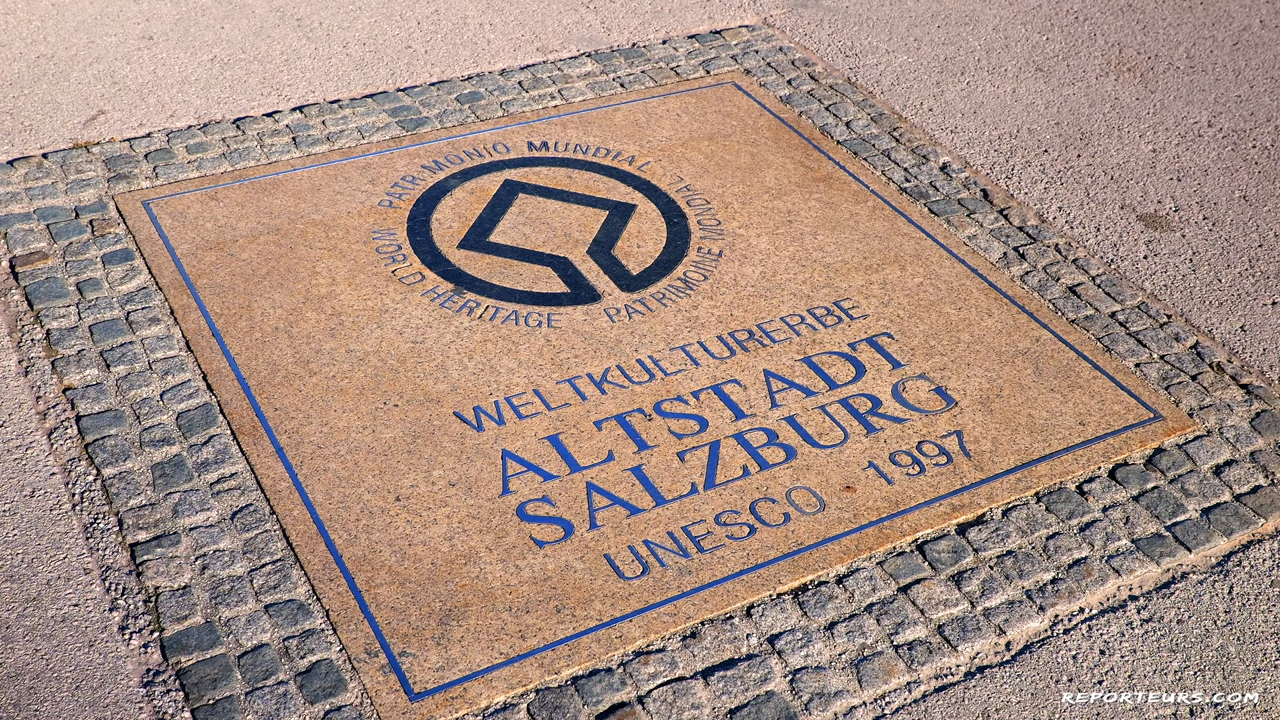 PATRIMONIO MUNDIAL
WORLD HERITAGE
PATRIMOINE MONDIAL
WELTKULTURERBE
ALTSTADT
SALZBURG
UNESCO 1997
REPORTEURS.COM